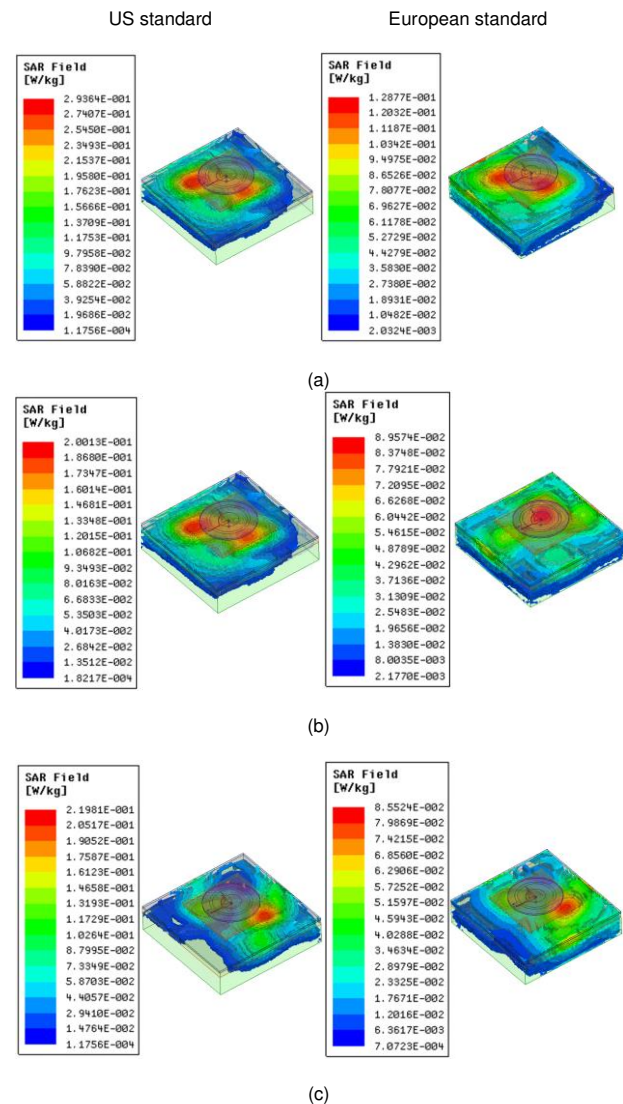 US standard
European standard
SAR Field
[W/kg]
2.9364E-001
2.7407E-001
2.5450E-001
2.3493E-001
2.1537E-001
1.9580E-001
1.7623E-001
1.5666E-001
1.3709E-001
1.1753E-001
9.7958E-002
7.8390E-002
5.8822E-002
3.9254E-002
1.9686E-002
1.1756E-004
SAR Field
[W/kg]
1.2877E-001
1.2032E-001
1.1187E-001
1.0342E-001
9.4975E-002
8.6526E-002
7.8077E-002
6.9627E-002
6.1178E-002
5.2729E-002
4.4279E-002
3.5830E-002
2.7380E-002
1.8931E-002
1.0482E-002
2.0324E-003
(a)
SAR Field
[W/kg]
2.0013E-001
1.8680E-001
1.7347E-001
1.6014E-001
1.4681E-001
1.3348E-001
1.2015E-001
1.0682E-001
9.3493E-002
8.0163E-002
6.6833E-002
5.3503E-002
4.0173E-002
2.6842E-002
1.3512E-002
1.8217E-004
SAR Field
[W/kg]
8.9574E-002
8.3748E-002
7.7921E-002
7.2095E-002
6.6268E-002
6.0442E-002
5.4615E-002
4.8789E-002
4.2962E-002
3.7136E-002
3.1309E-002
2.5483E-002
1.9656E-002
1.3830E-002
8.0035E-003
2.1770E-003
(b)
SAR Field
[W/kg]
2.1981E-001
2.0517E-001
1.9052E-001
1.7587E-001
1.6123E-001
1.4658E-001
1.3193E-001
1.1729E-001
1.0264E-001
8.7995E-002
7.3349E-002
5.8703E-002
4.4057E-002
2.9410E-002
1.4764E-002
1.1756E-004
SAR Field
[W/kg]
8.5524E-002
7.9869E-002
7.4215E-002
6.8560E-002
6.2906E-002
5.7252E-002
5.1597E-002
4.5943E-002
4.0288E-002
3.4634E-002
2.8979E-002
2.3325E-002
1.7671E-002
1.2016E-002
6.3617E-003
7.0723E-004
(c)